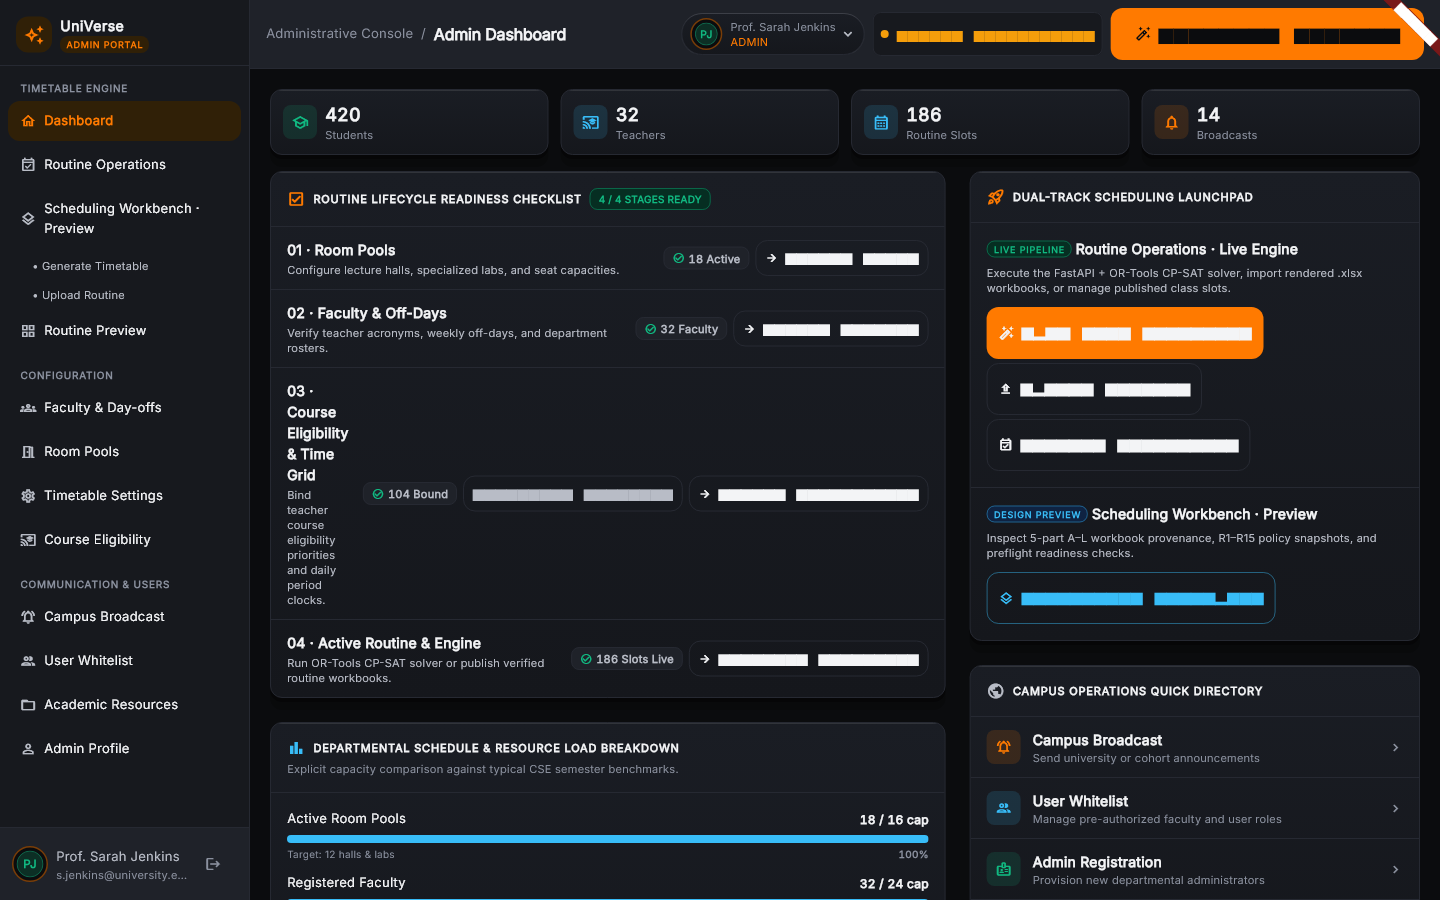 UniVerse
ADMIN PORTAL
TIMETABLE ENGINE
Dashboard
Routine Operations
Scheduling Workbench ·
Preview
• Generate Timetable
• Upload Routine
Routine Preview
CONFIGURATION
Faculty & Day-offs
Room Pools
Timetable Settings
Course Eligibility
COMMUNICATION & USERS
Campus Broadcast
User Whitelist
Academic Resources
Admin Profile
PJ
Prof. Sarah Jenkins
s.jenkins@university.e...
Administrative Console / Admin Dashboard
PJ
Prof. Sarah Jenkins
ADMIN
420
Students
32
Teachers
186
Routine Slots
14
Broadcasts
ROUTINE LIFECYCLE READINESS CHECKLIST
4 / 4 STAGES READY
01 · Room Pools
Configure lecture halls, specialized labs, and seat capacities.
18 Active
02 · Faculty & Off-Days
Verify teacher acronyms, weekly off-days, and department
rosters.
32 Faculty
03 ·
Course
Eligibility
& Time
Grid
Bind
teacher
course
eligibility
priorities
and daily
period
clocks.
104 Bound
04 · Active Routine & Engine
Run OR-Tools CP-SAT solver or publish verified
routine workbooks.
186 Slots Live
DEPARTMENTAL SCHEDULE & RESOURCE LOAD BREAKDOWN
Explicit capacity comparison against typical CSE semester benchmarks.
Active Room Pools
18 / 16 cap
Target: 12 halls & labs
100%
Registered Faculty
32 / 24 cap
DUAL-TRACK SCHEDULING LAUNCHPAD
LIVE PIPELINE
Routine Operations · Live Engine
Execute the FastAPI + OR-Tools CP-SAT solver, import rendered .xlsx
workbooks, or manage published class slots.
DESIGN PREVIEW
Scheduling Workbench · Preview
Inspect 5-part A–L workbook provenance, R1–R15 policy snapshots, and
preflight readiness checks.
CAMPUS OPERATIONS QUICK DIRECTORY
Campus Broadcast
Send university or cohort announcements
User Whitelist
Manage pre-authorized faculty and user roles
Admin Registration
Provision new departmental administrators